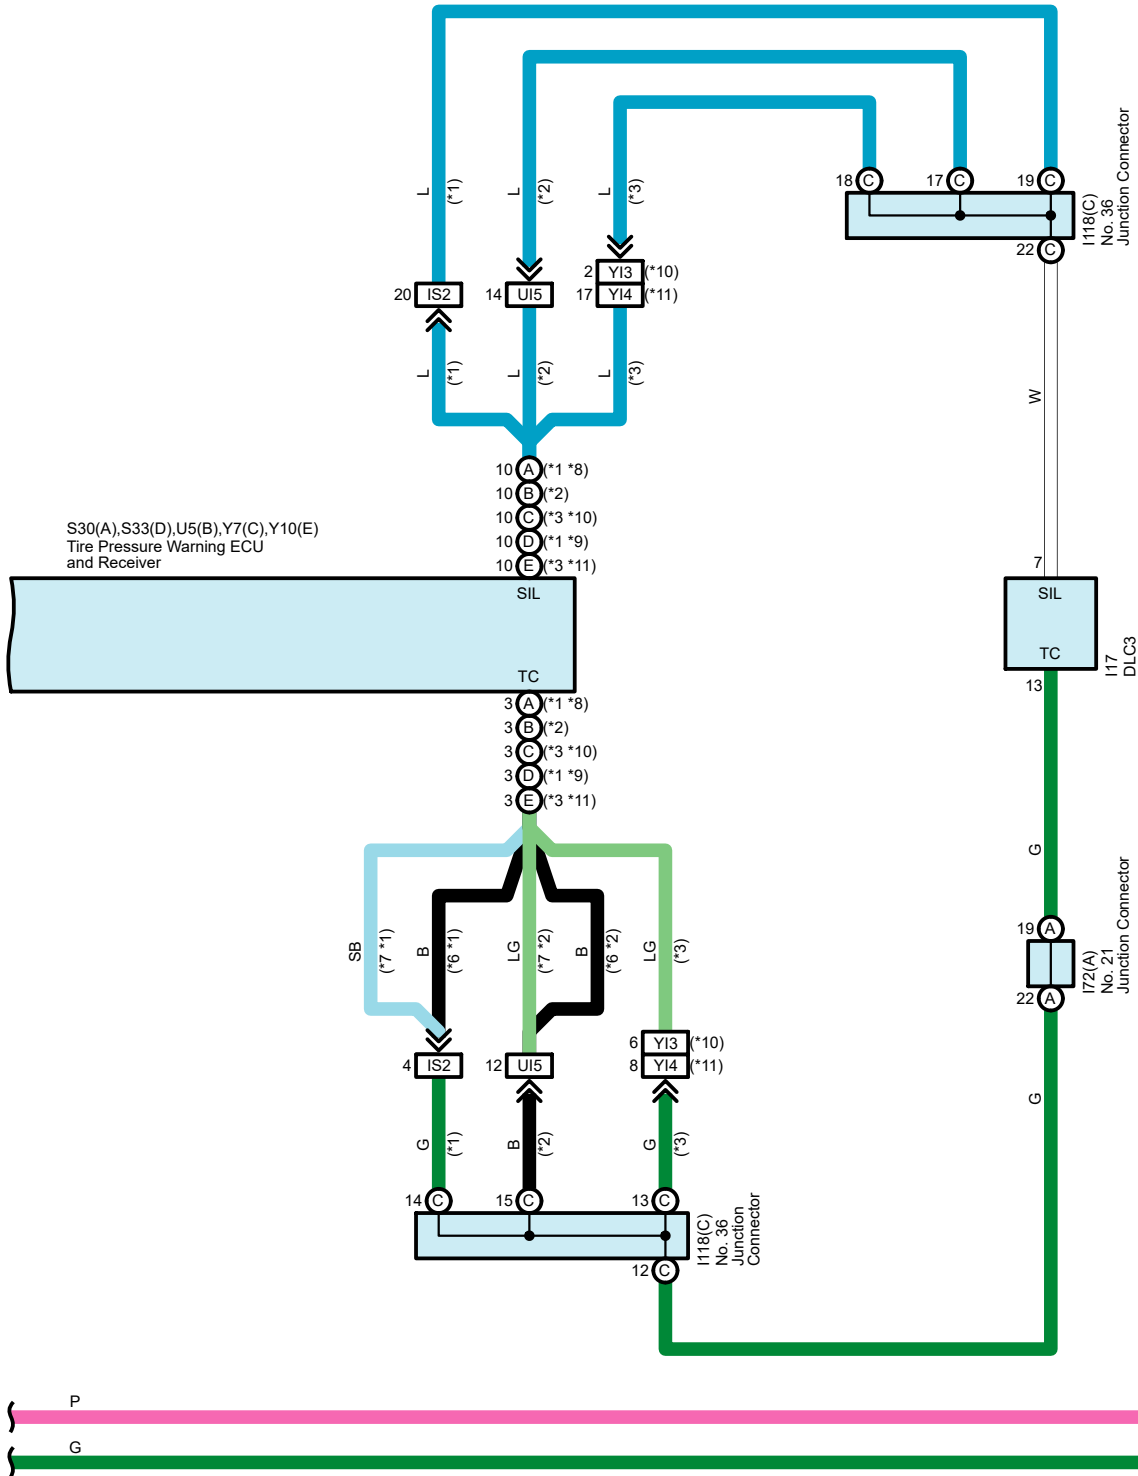 L
(*1)
L
(*2)
L
(*3)
18 C
17 C
19 C
I118(C)
No. 36
Junction Connector
22 C
2 YI3 (*10)
20 IS2
14 UI5
17 YI4 (*11)
L
(*1)
L
(*2)
L
(*3)
W
10 A (*1 *8)
10 B (*2)
10 C (*3 *10)
10 D (*1 *9)
10 E (*3 *11)
S30(A),S33(D),U5(B),Y7(C),Y10(E)
Tire Pressure Warning ECU
and Receiver
SIL
TC
7
SIL
TC
I17
DLC3
13
3 A (*1 *8)
3 B (*2)
3 C (*3 *10)
3 D (*1 *9)
3 E (*3 *11)
G
SB
(*7 *1)
B
(*6 *1)
LG
(*7 *2)
B
(*6 *2)
LG
(*3)
19 A
I72(A)
No. 21
Junction Connector
22 A
6 YI3 (*10)
4 IS2
12 UI5
8 YI4 (*11)
G
G
(*1)
B
(*2)
G
(*3)
14 C
15 C
13 C
I118(C)
No. 36
Junction
Connector
12 C
P
G